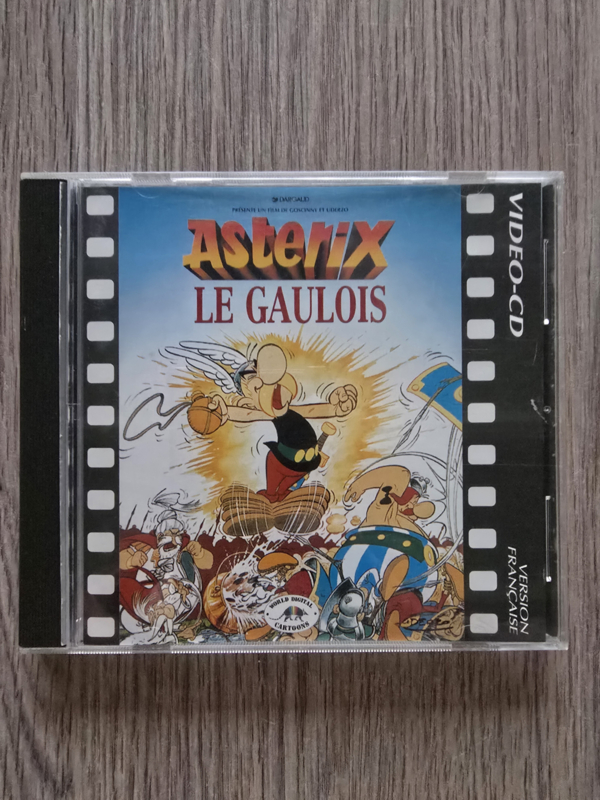 DARGAUD
PRÉSENTE UN FILM DE GOSCINNY ET UDERZO
Asterix
LE GAULOIS
VIDEO-CD
VERSION
FRANÇAISE
WORLD DIGITAL
CARTOONS